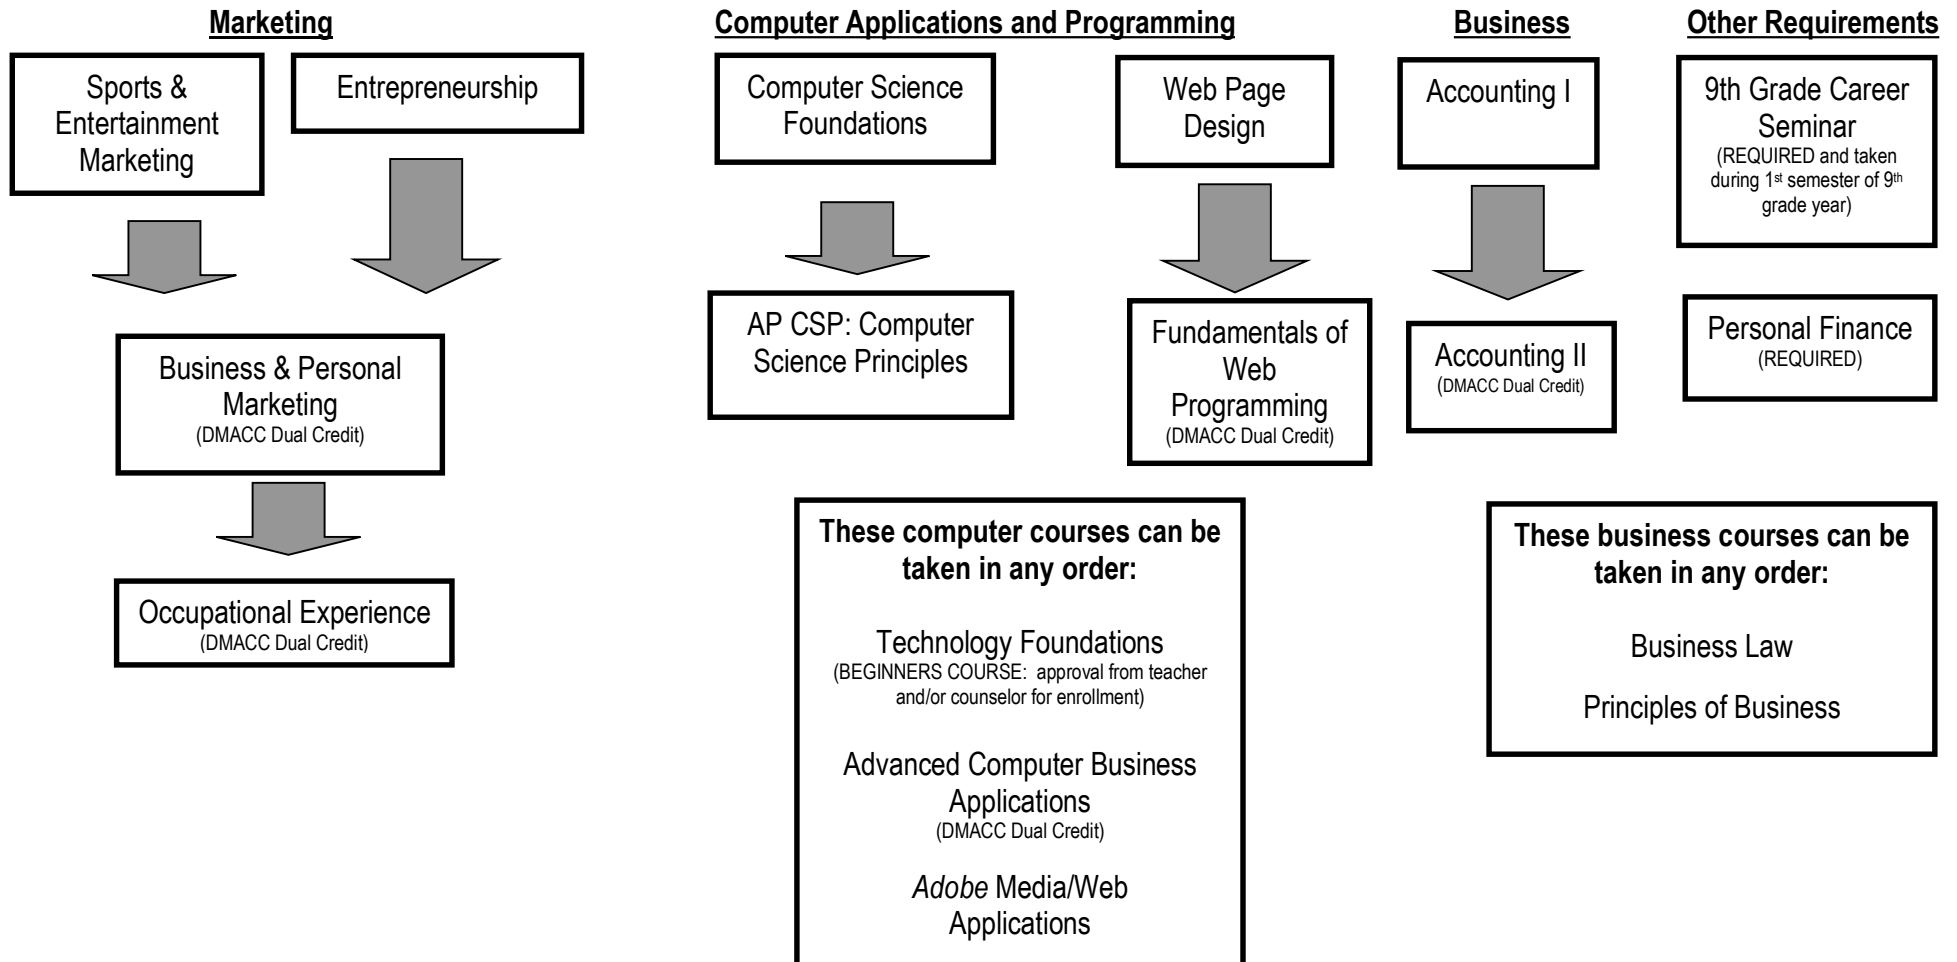 Marketing
Sports &
Entertainment
Marketing
Entrepreneurship
Business & Personal
Marketing
(DMACC Dual Credit)
Occupational Experience
(DMACC Dual Credit)
Computer Applications and Programming
Computer Science
Foundations
AP CSP: Computer
Science Principles
Web Page
Design
Fundamentals of
Web
Programming
(DMACC Dual Credit)
These computer courses can be
taken in any order:
Technology Foundations
(BEGINNERS COURSE:  approval from teacher
and/or counselor for enrollment)
Advanced Computer Business
Applications
(DMACC Dual Credit)
Adobe Media/Web
Applications
Business
Accounting I
Accounting II
(DMACC Dual Credit)
Other Requirements
9th Grade Career
Seminar
(REQUIRED and taken
during 1st semester of 9th
grade year)
Personal Finance
(REQUIRED)
These business courses can be
taken in any order:
Business Law
Principles of Business